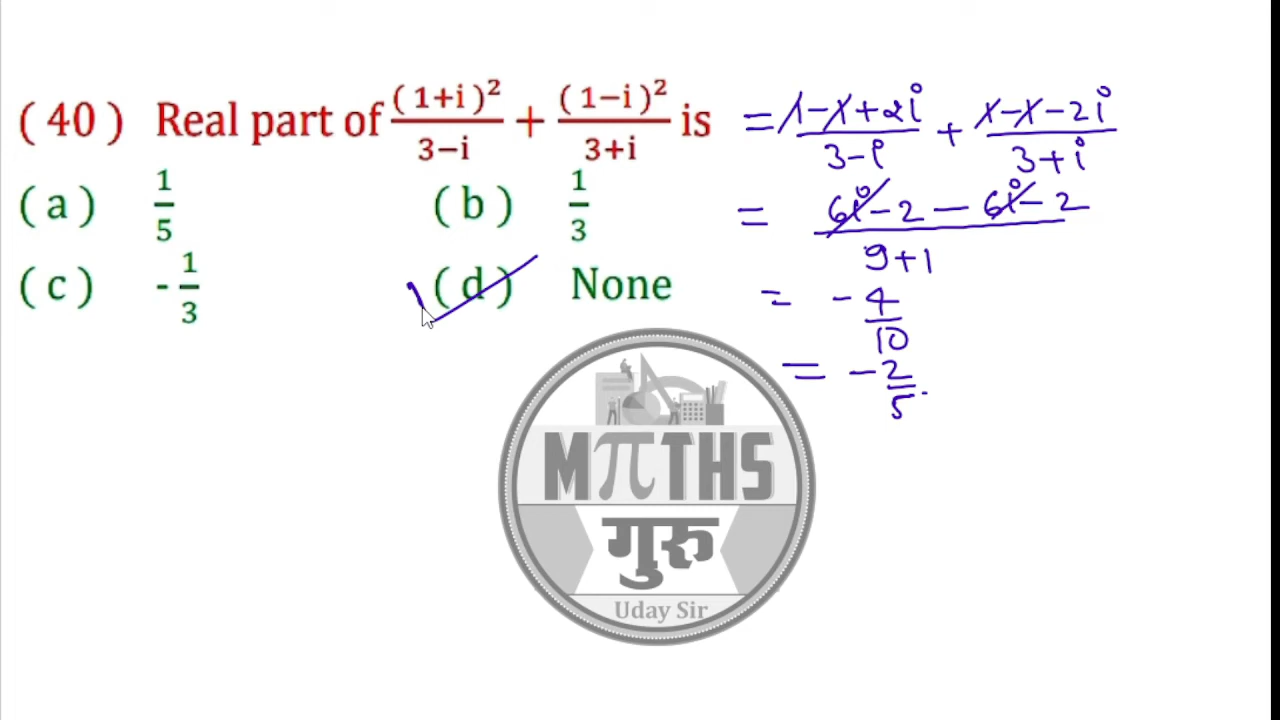 ( 40 ) Real part of (1+i)²/3−i + (1−i)²/3+i is
= 1−1+2i/3−i + 1−1−2i/3+i
( a ) 1/5 ( b ) 1/3
= 6i−2 − 6i−2/9+1
( c ) - 1/3 ( d ) None
= −4/10
= −2/5.
MπTHS
गुरु
Uday Sir